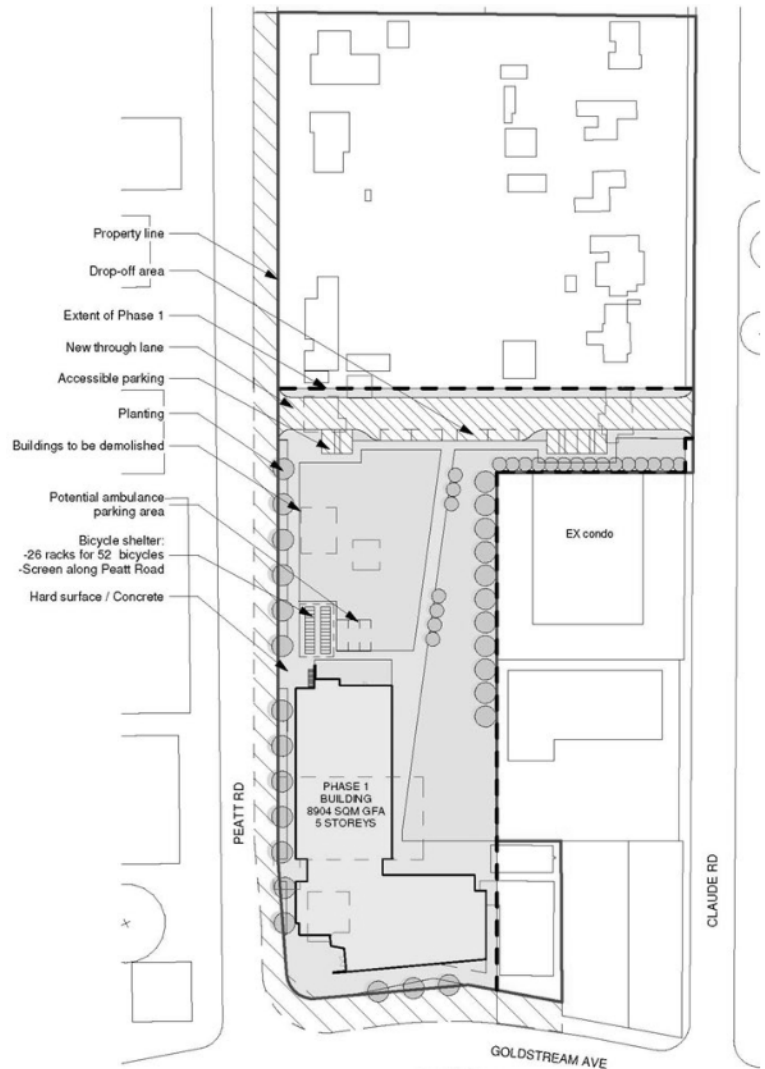 Property line
Drop-off area
Extent of Phase 1
New through lane
Accessible parking
Planting
Buildings to be demolished
Potential ambulance
parking area
Bicycle shelter:
-26 racks for 52 bicycles
-Screen along Peatt Road
Hard surface / Concrete
EX condo
PHASE 1
BUILDING
8904 SQM GFA
5 STOREYS
PEATT RD
CLAUDE RD
GOLDSTREAM AVE